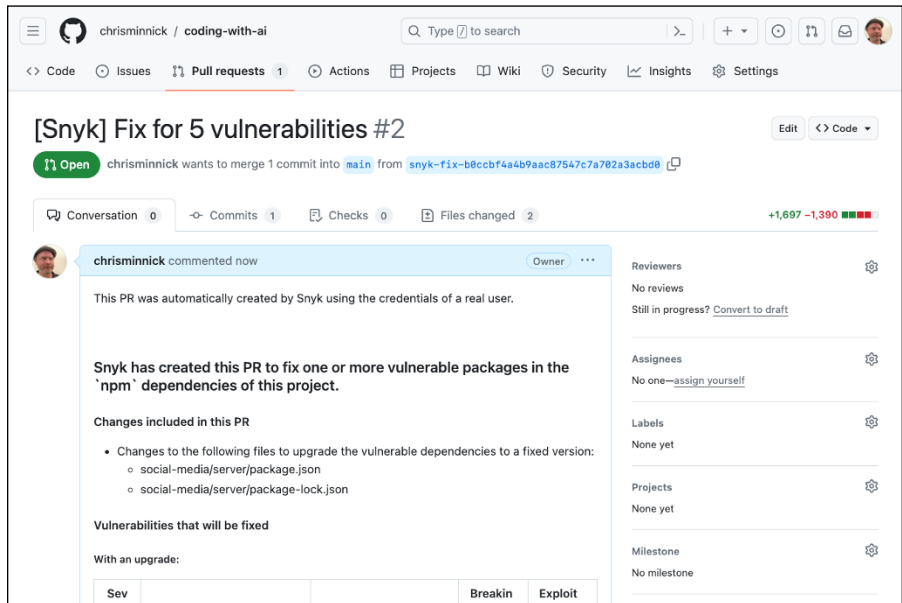 chrisminnick / coding-with-ai
Type / to search
Code Issues Pull requests 1 Actions Projects Wiki Security Insights Settings
[Snyk] Fix for 5 vulnerabilities #2
Edit <> Code
Open chrisminnick wants to merge 1 commit into main from snyk-fix-b0ccbf4a4b9aac87547c7a702a3acbd0
Conversation 0 Commits 1 Checks 0 Files changed 2 +1,697 −1,390
chrisminnick commented now Owner ...
This PR was automatically created by Snyk using the credentials of a real user.
Snyk has created this PR to fix one or more vulnerable packages in the
`npm` dependencies of this project.
Changes included in this PR
• Changes to the following files to upgrade the vulnerable dependencies to a fixed version:
◦ social-media/server/package.json
◦ social-media/server/package-lock.json
Vulnerabilities that will be fixed
With an upgrade:
Sev Breakin Exploit
Reviewers
No reviews
Still in progress? Convert to draft
Assignees
No one—assign yourself
Labels
None yet
Projects
None yet
Milestone
No milestone